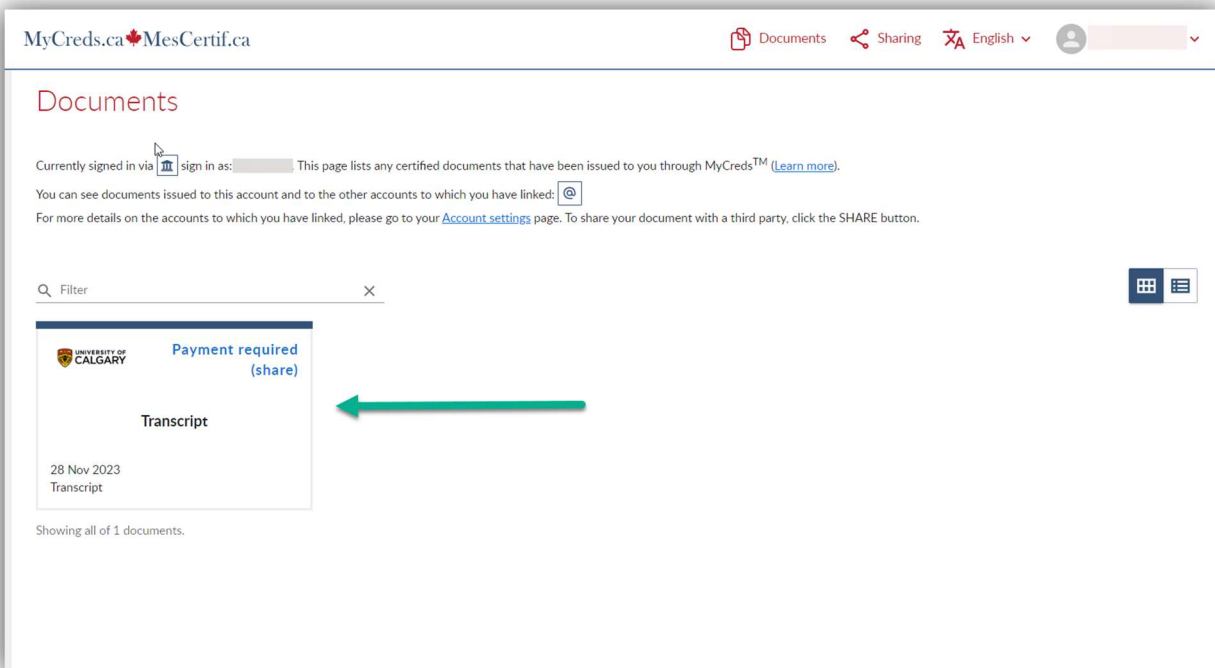 MyCreds.ca MesCertif.ca
Documents Sharing English
Documents
Currently signed in via sign in as: . This page lists any certified documents that have been issued to you through MyCreds™ (Learn more).
You can see documents issued to this account and to the other accounts to which you have linked: @
For more details on the accounts to which you have linked, please go to your Account settings page. To share your document with a third party, click the SHARE button.
Filter
UNIVERSITY OF
CALGARY
Payment required
(share)
Transcript
28 Nov 2023
Transcript
Showing all of 1 documents.